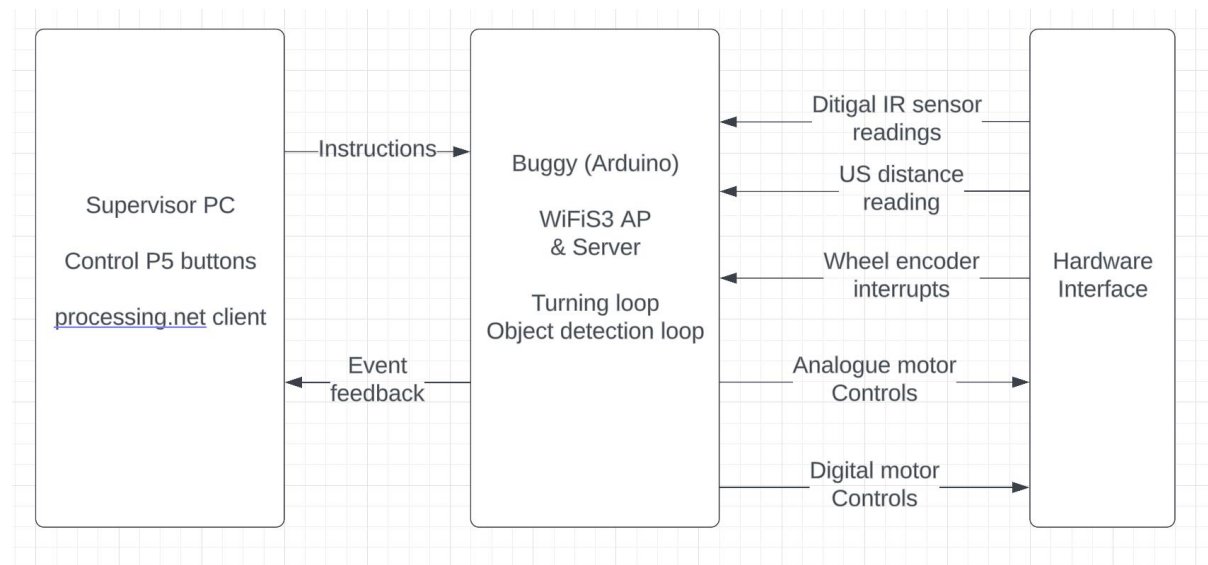 Supervisor PC
Control P5 buttons
processing.net client
Instructions
Event
feedback
Buggy (Arduino)
WiFiS3 AP
& Server
Turning loop
Object detection loop
Ditigal IR sensor
readings
US distance
reading
Wheel encoder
interrupts
Analogue motor
Controls
Digital motor
Controls
Hardware
Interface